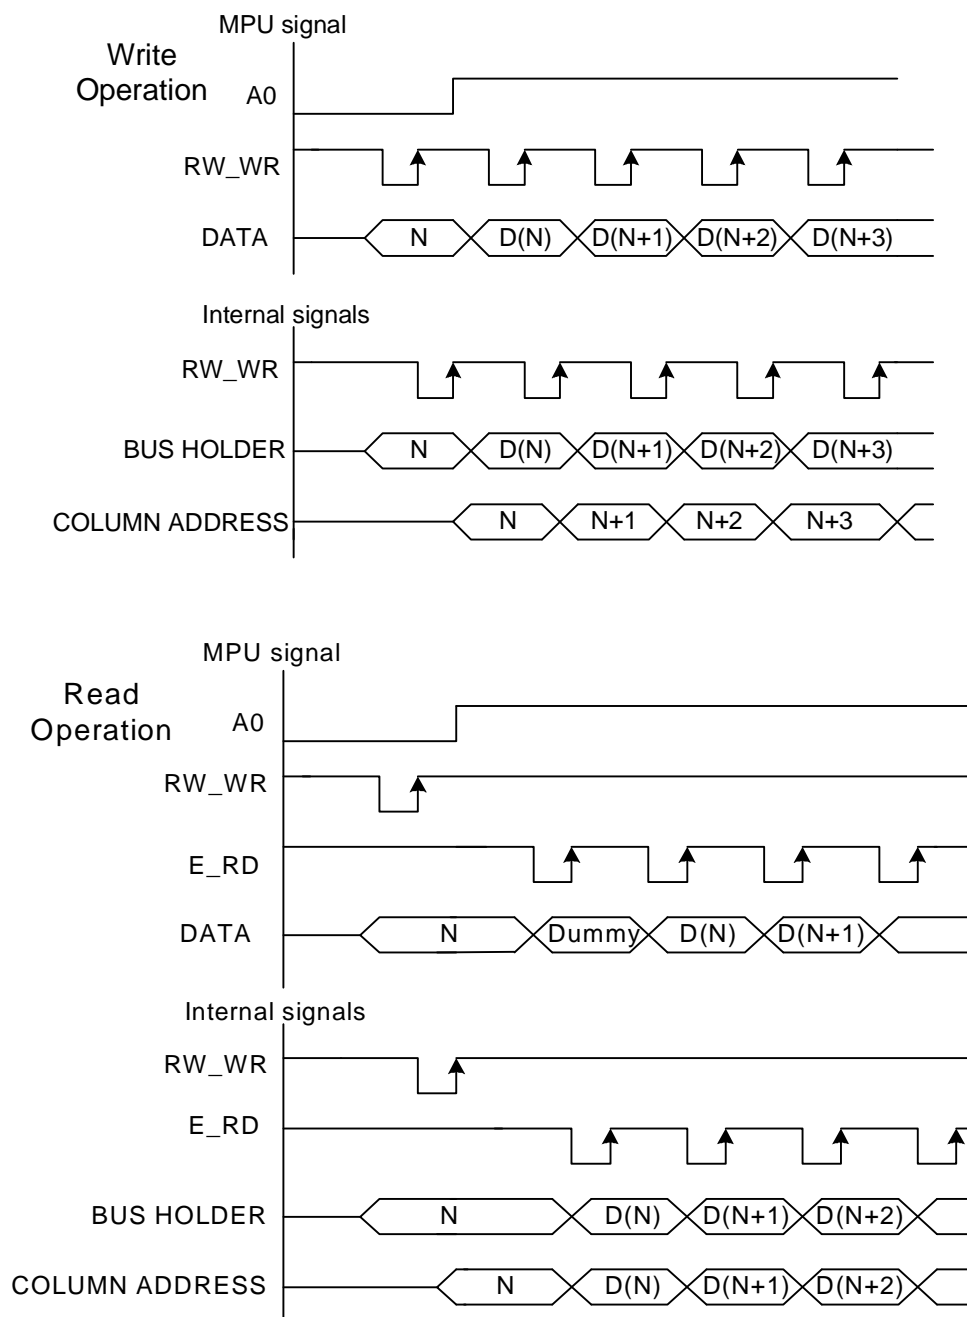 MPU signal
Write
Operation
A0
RW_WR
DATA N D(N) D(N+1) D(N+2) D(N+3)
Internal signals
RW_WR
BUS HOLDER N D(N) D(N+1) D(N+2) D(N+3)
COLUMN ADDRESS N N+1 N+2 N+3
MPU signal
Read
Operation
A0
RW_WR
E_RD
DATA N Dummy D(N) D(N+1)
Internal signals
RW_WR
E_RD
BUS HOLDER N D(N) D(N+1) D(N+2)
COLUMN ADDRESS N D(N) D(N+1) D(N+2)